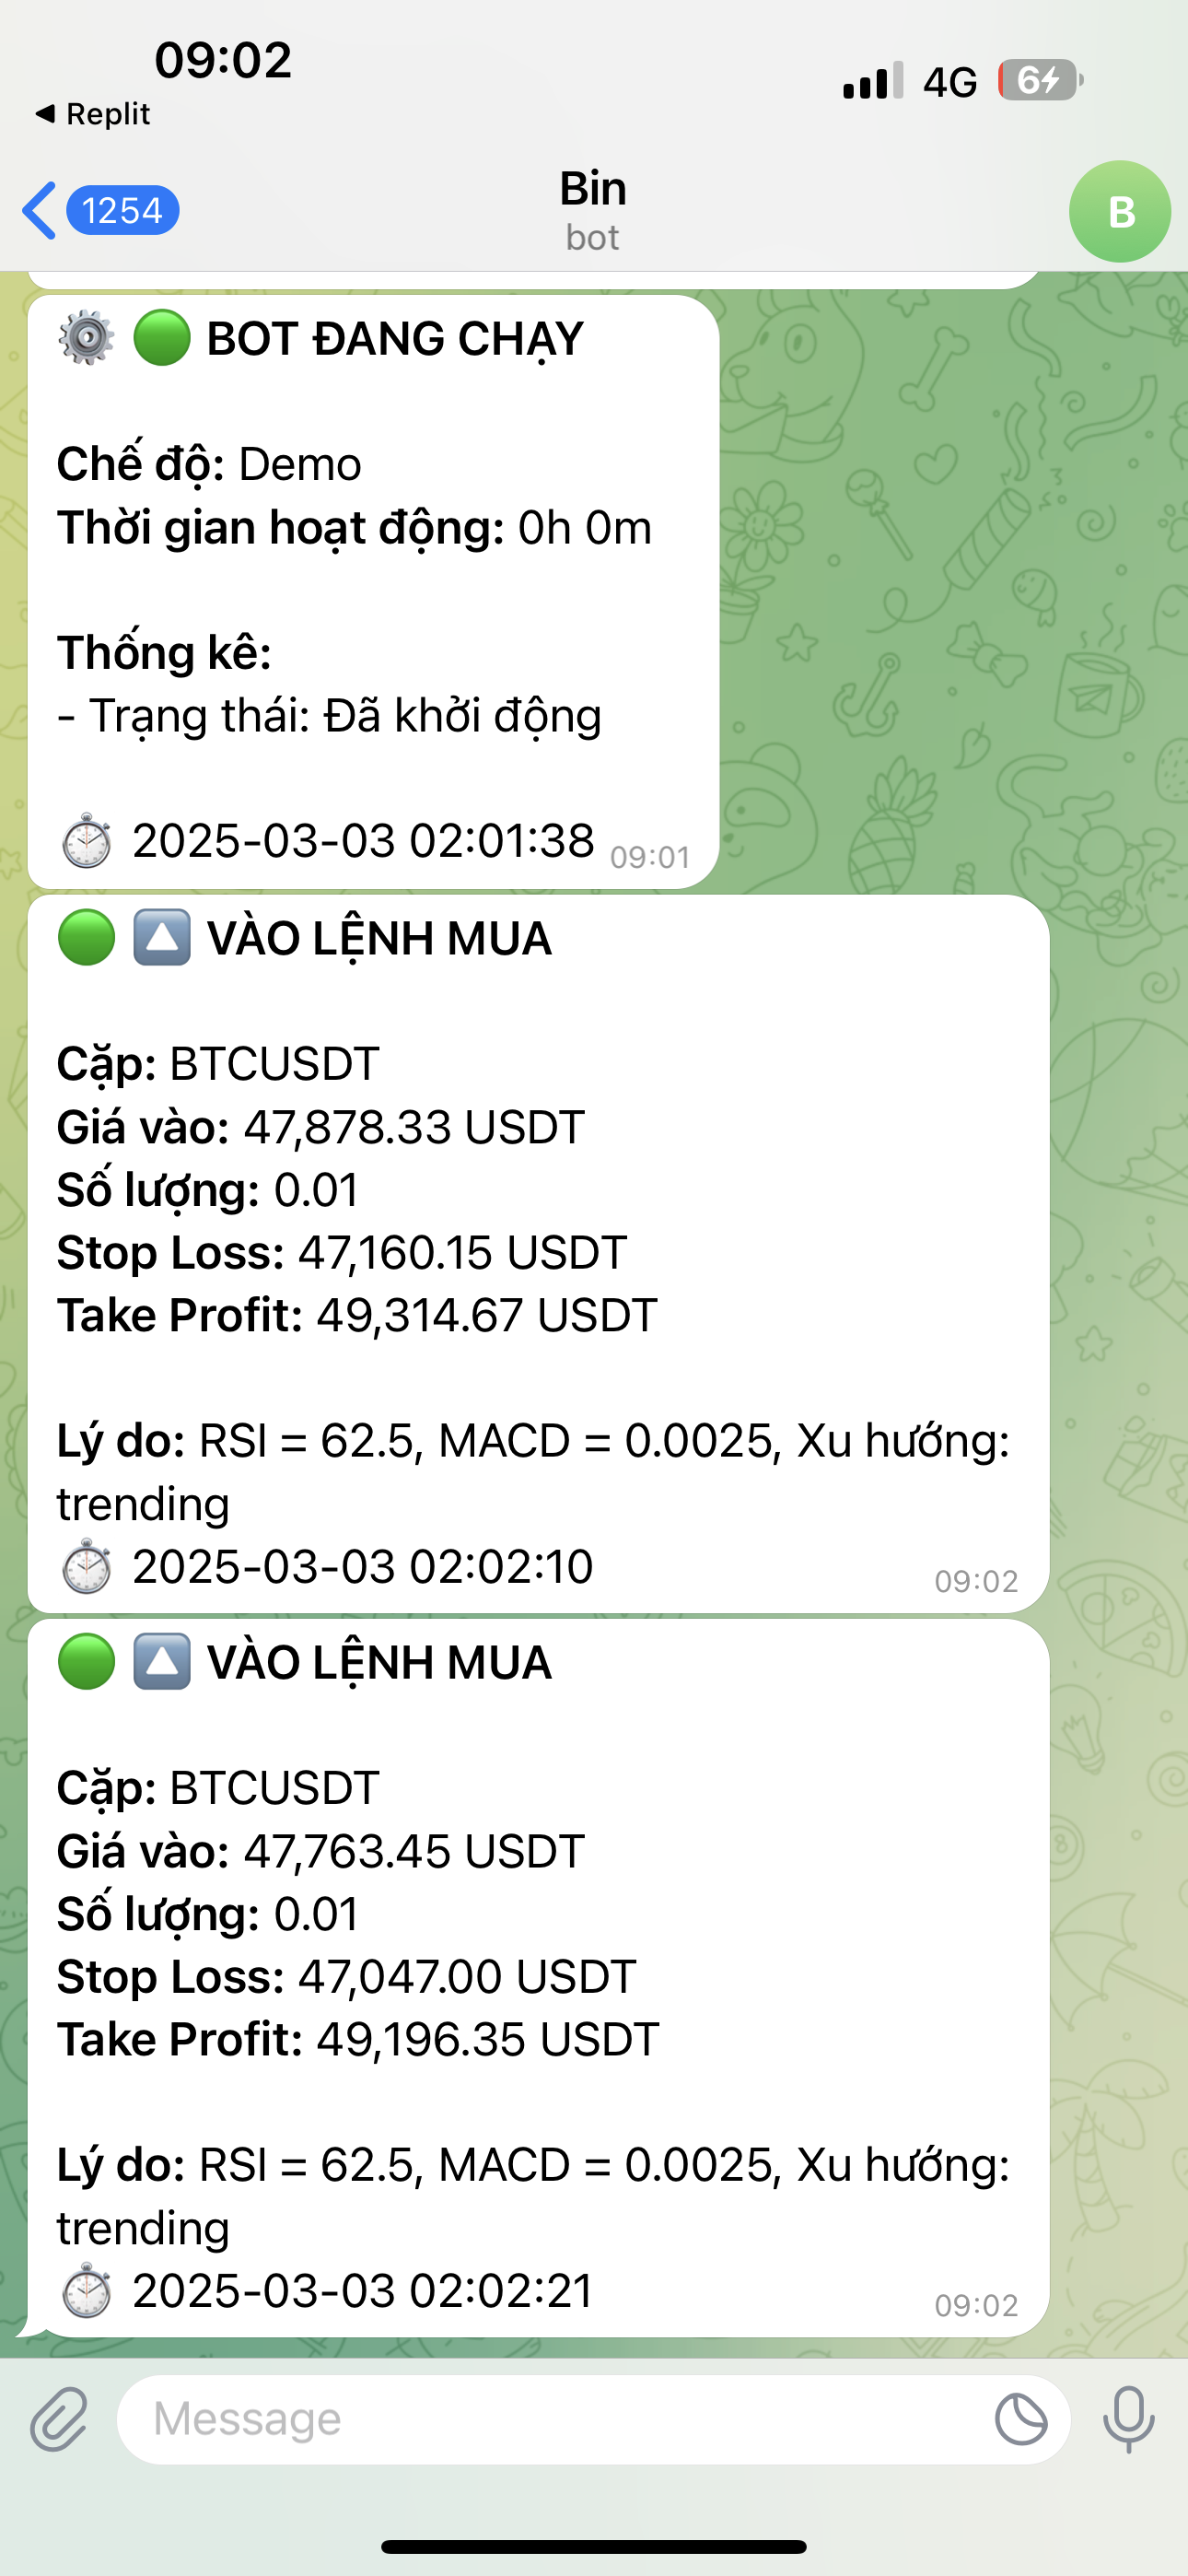 09:02
4G
6
Replit
1254
Bin
bot
B
BOT ĐANG CHẠY
Chế độ: Demo
Thời gian hoạt động: 0h 0m
Thống kê:
- Trạng thái: Đã khởi động
2025-03-03 02:01:38
09:01
VÀO LỆNH MUA
Cặp: BTCUSDT
Giá vào: 47,878.33 USDT
Số lượng: 0.01
Stop Loss: 47,160.15 USDT
Take Profit: 49,314.67 USDT
Lý do: RSI = 62.5, MACD = 0.0025, Xu hướng:
trending
2025-03-03 02:02:10
09:02
VÀO LỆNH MUA
Cặp: BTCUSDT
Giá vào: 47,763.45 USDT
Số lượng: 0.01
Stop Loss: 47,047.00 USDT
Take Profit: 49,196.35 USDT
Lý do: RSI = 62.5, MACD = 0.0025, Xu hướng:
trending
2025-03-03 02:02:21
09:02
Message